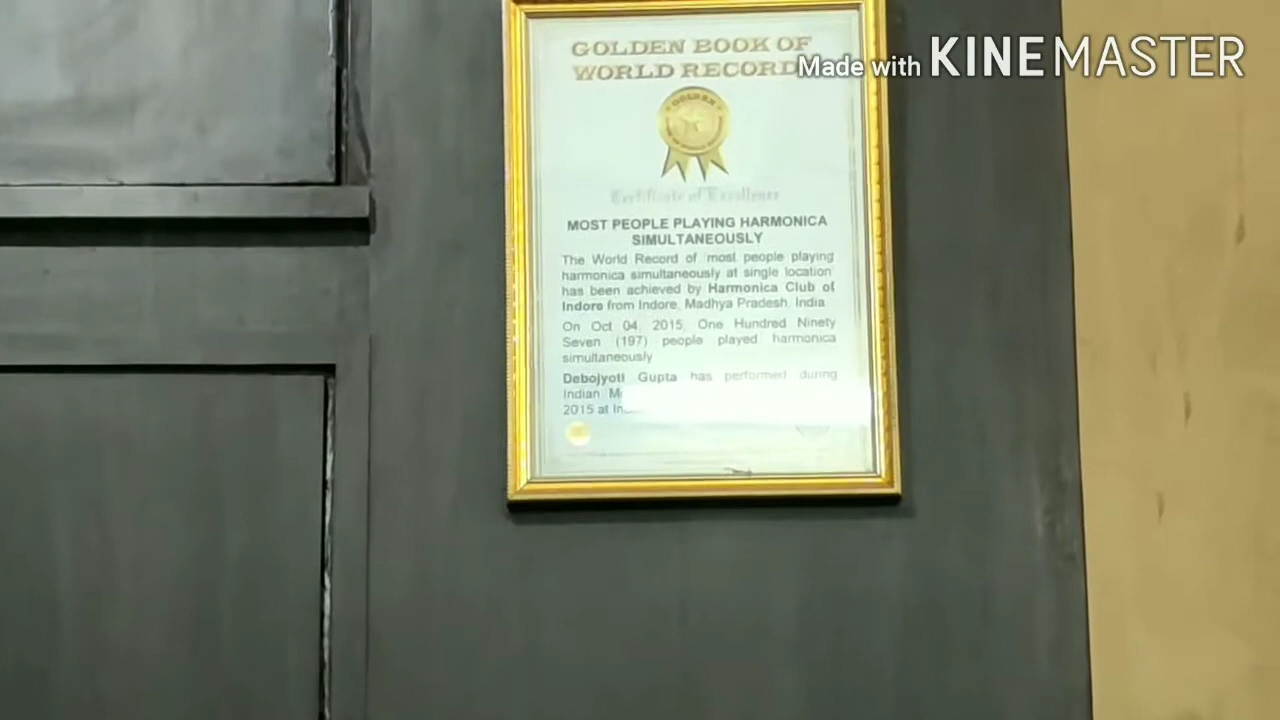 GOLDEN BOOK OF
WORLD RECORD
Made with KINEMASTER
GOLDEN
Certificate of Excellence
MOST PEOPLE PLAYING HARMONICA
SIMULTANEOUSLY
The World Record of most people playing
harmonica simultaneously at single location
has been achieved by Harmonica Club of
Indore from Indore, Madhya Pradesh, India.
On Oct 04, 2015, One Hundred Ninety
Seven (197) people played harmonica
simultaneously
Debojyoti Gupta has performed during
Indian
2015 at